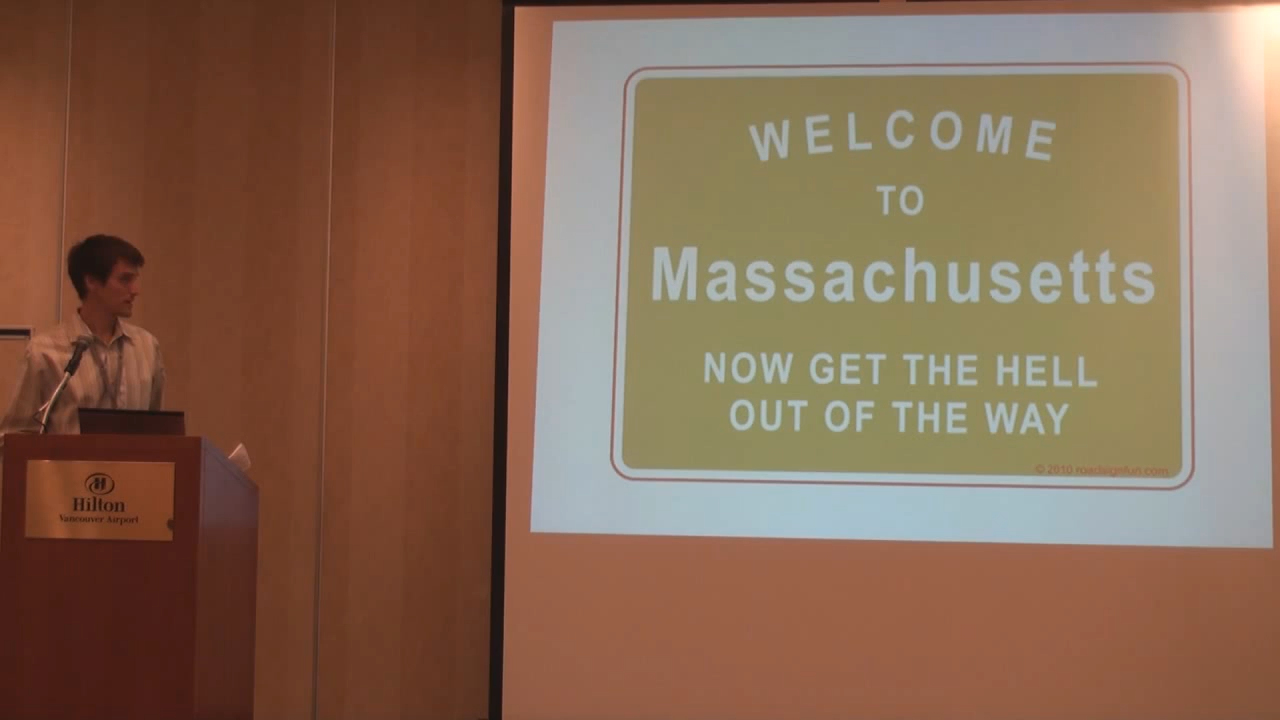 WELCOME
TO
Massachusetts
NOW GET THE HELL
OUT OF THE WAY
© 2010 roadsignfun.com
Hilton
Vancouver Airport